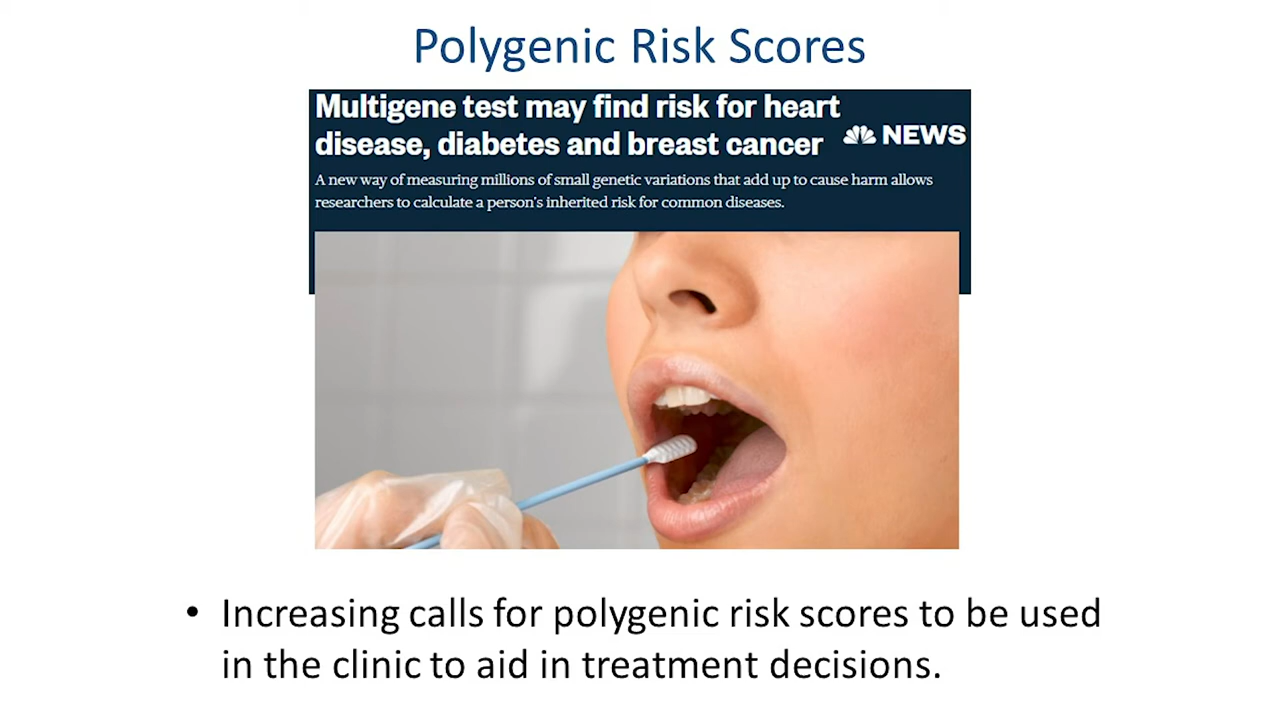 Polygenic Risk Scores
Multigene test may find risk for heart
disease, diabetes and breast cancer
NEWS
A new way of measuring millions of small genetic variations that add up to cause harm allows
researchers to calculate a person's inherited risk for common diseases.
• Increasing calls for polygenic risk scores to be used
in the clinic to aid in treatment decisions.